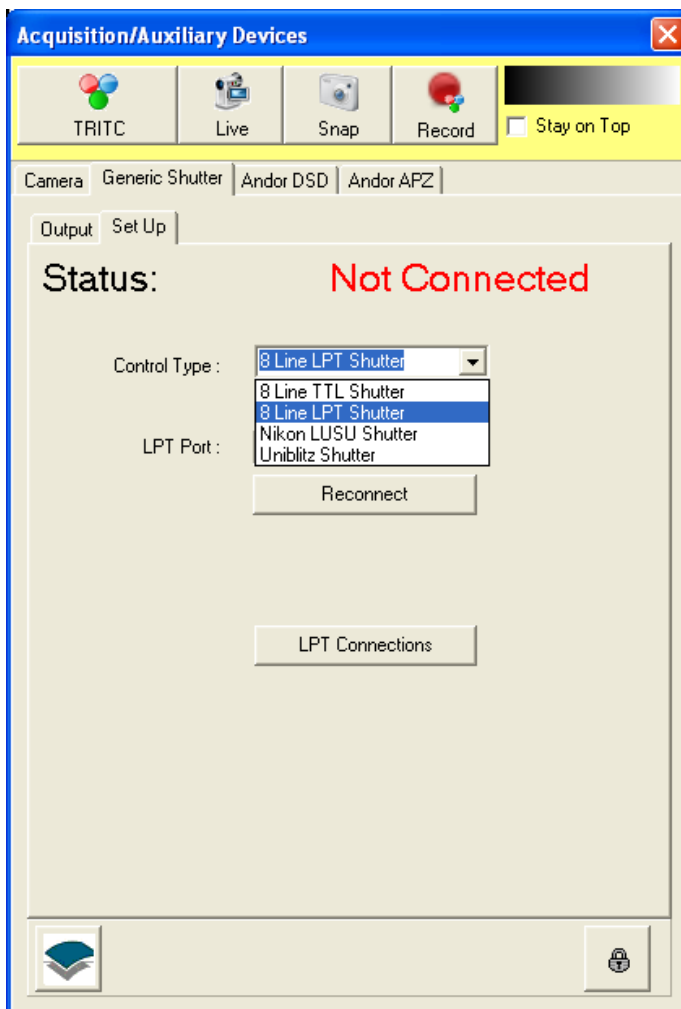 Acquisition/Auxiliary Devices
TRITC Live Snap Record Stay on Top
Camera Generic Shutter Andor DSD Andor APZ
Output Set Up
Status: Not Connected
Control Type : 8 Line LPT Shutter
8 Line TTL Shutter
8 Line LPT Shutter
LPT Port : Nikon LUSU Shutter
Uniblitz Shutter
Reconnect
LPT Connections